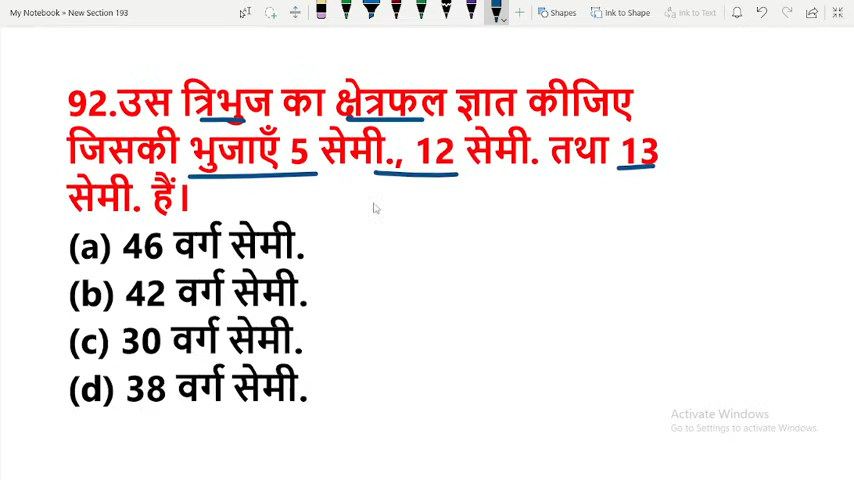 My Notebook » New Section 193
Shapes
Ink to Shape
Ink to Text
92.उस त्रिभुज का क्षेत्रफल ज्ञात कीजिए
जिसकी भुजाएँ 5 सेमी., 12 सेमी. तथा 13
सेमी. हैं।
(a) 46 वर्ग सेमी.
(b) 42 वर्ग सेमी.
(c) 30 वर्ग सेमी.
(d) 38 वर्ग सेमी.
Activate Windows
Go to Settings to activate Windows.